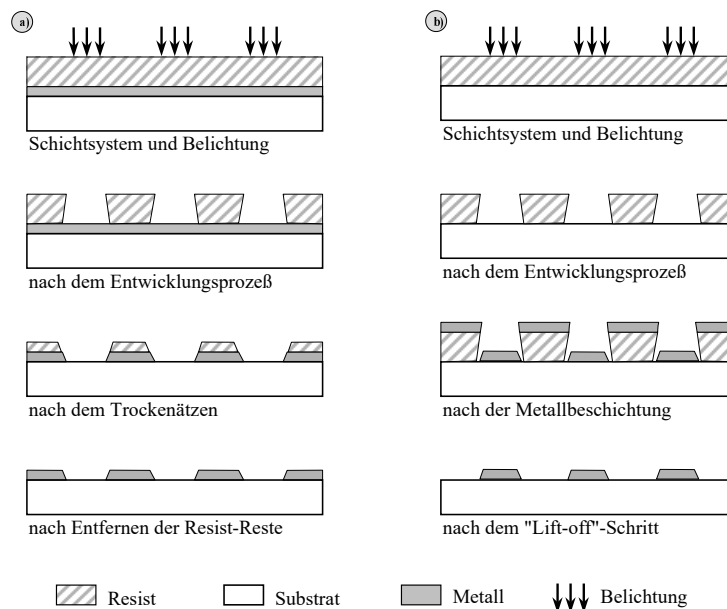 a)
Schichtsystem und Belichtung
nach dem Entwicklungsprozeß
nach dem Trockenätzen
nach Entfernen der Resist-Reste
b)
Schichtsystem und Belichtung
nach dem Entwicklungsprozeß
nach der Metallbeschichtung
nach dem "Lift-off"-Schritt
Resist
Substrat
Metall
Belichtung